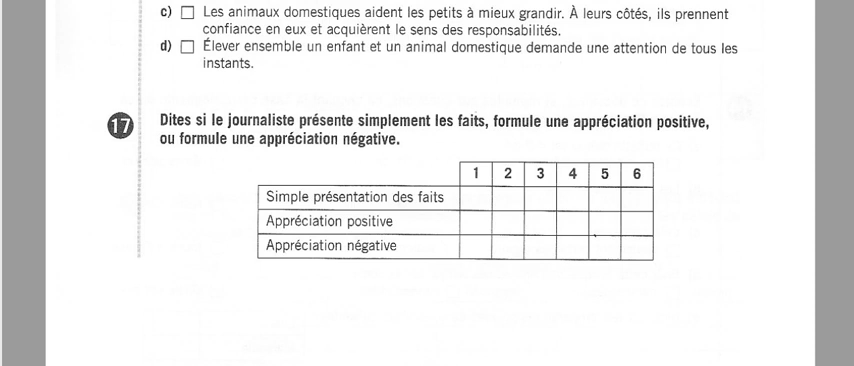 c) Les animaux domestiques aident les petits à mieux grandir. À leurs côtés, ils prennent
confiance en eux et acquièrent le sens des responsabilités.
d) Élever ensemble un enfant et un animal domestique demande une attention de tous les
instants.
17 Dites si le journaliste présente simplement les faits, formule une appréciation positive,
ou formule une appréciation négative.
1 2 3 4 5 6
Simple présentation des faits
Appréciation positive
Appréciation négative